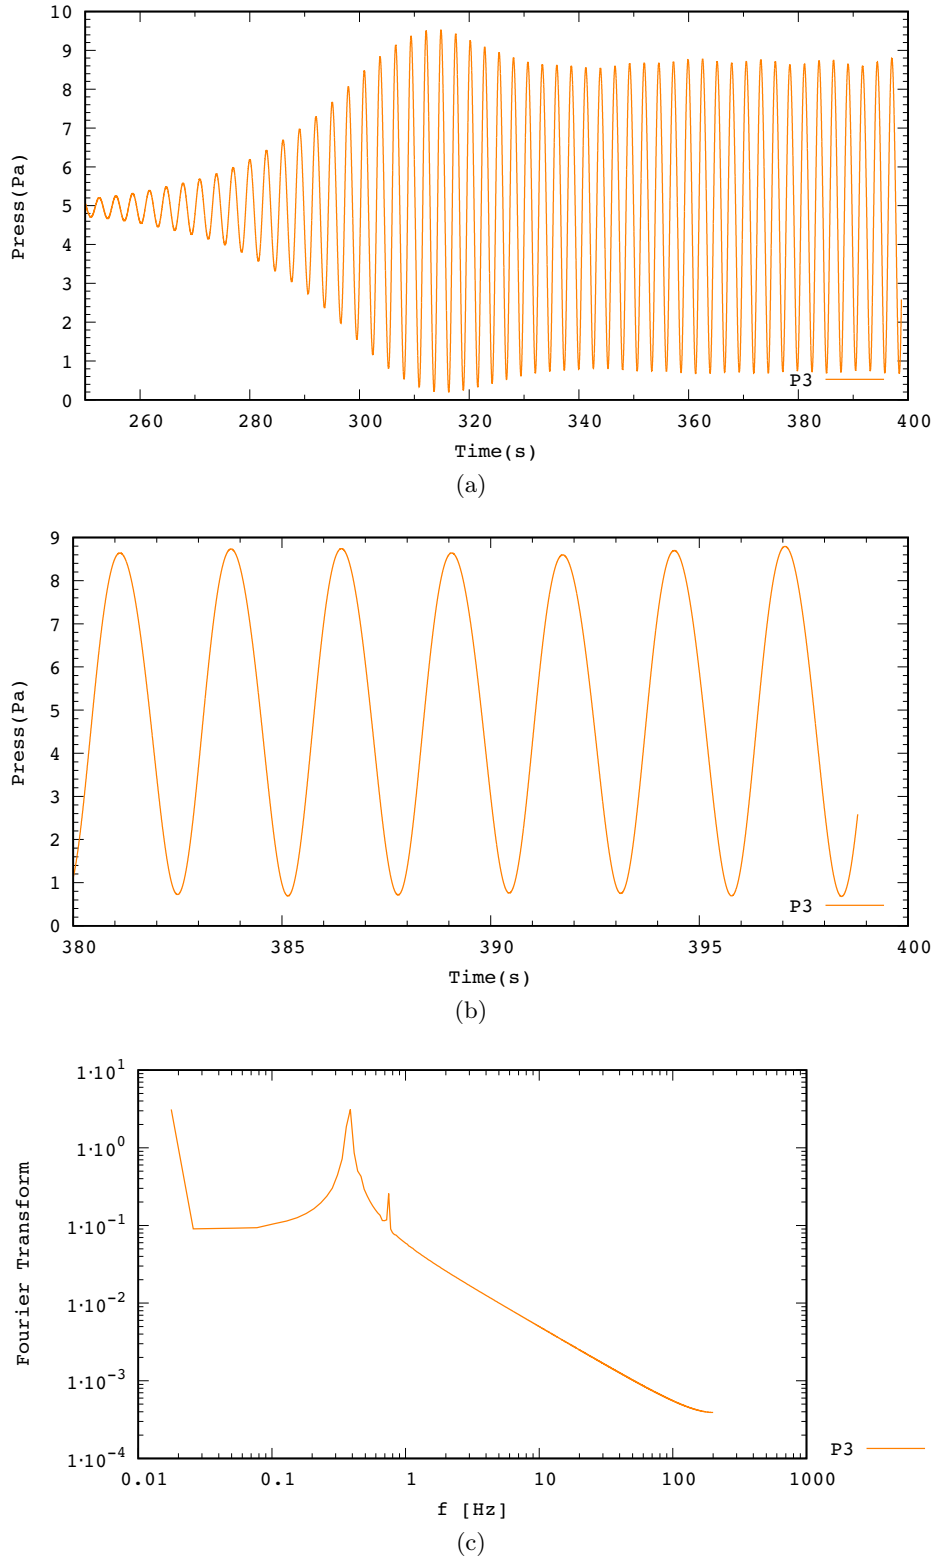 10
9
8
7
6
5
4
3
2
1
0
Press(Pa)
P3
260 280 300 320 340 360 380 400
Time(s)
(a)
9
8
7
6
5
4
3
2
1
0
Press(Pa)
P3
380 385 390 395 400
Time(s)
(b)
1·10^1
1·10^0
1·10^-1
1·10^-2
1·10^-3
1·10^-4
Fourier Transform
P3
0.01 0.1 1 10 100 1000
f [Hz]
(c)